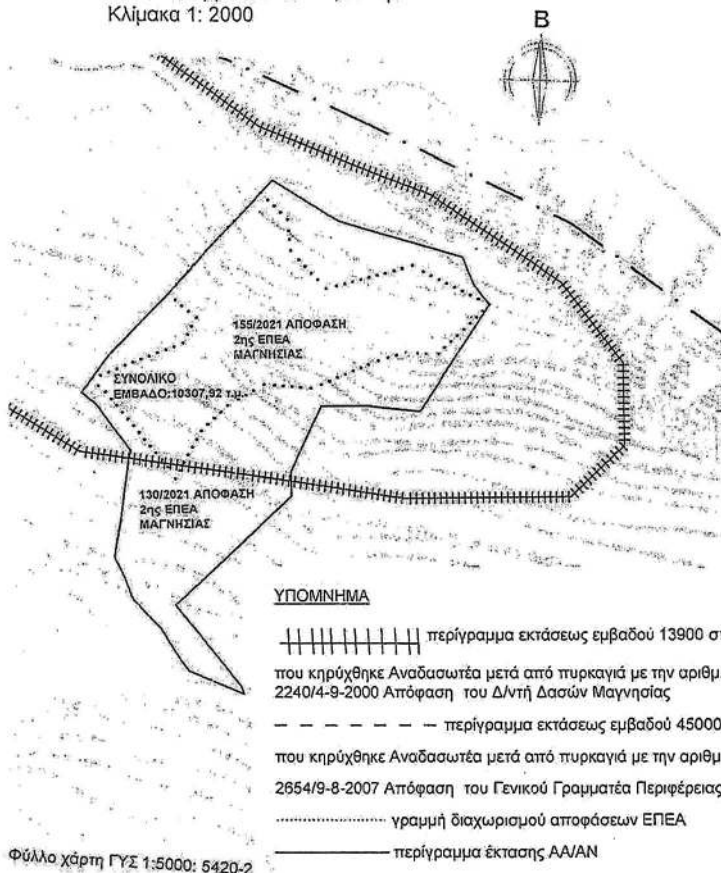 Κλίμακα 1: 2000
Β
155/2021 ΑΠΟΦΑΣΗ
2ης ΕΠΕΑ
ΜΑΓΝΗΣΙΑΣ
ΣΥΝΟΛΙΚΟ
ΕΜΒΑΔΟ:10307,92 τ.μ.
130/2021 ΑΠΟΦΑΣΗ
2ης ΕΠΕΑ
ΜΑΓΝΗΣΙΑΣ
ΥΠΟΜΝΗΜΑ
περίγραμμα εκτάσεως εμβαδού 13900 στ
που κηρύχθηκε Αναδασωτέα μετά από πυρκαγιά με την αριθμ.
2240/4-9-2000 Απόφαση του Δ/ντή Δασών Μαγνησίας
περίγραμμα εκτάσεως εμβαδού 45000
που κηρύχθηκε Αναδασωτέα μετά από πυρκαγιά με την αριθμ
2654/9-8-2007 Απόφαση του Γενικού Γραμματέα Περιφέρειας
γραμμή διαχωρισμού αποφάσεων ΕΠΕΑ
περίγραμμα έκτασης ΑΑ/ΑΝ
Φύλλο χάρτη ΓΥΣ 1:5000: 5420-2